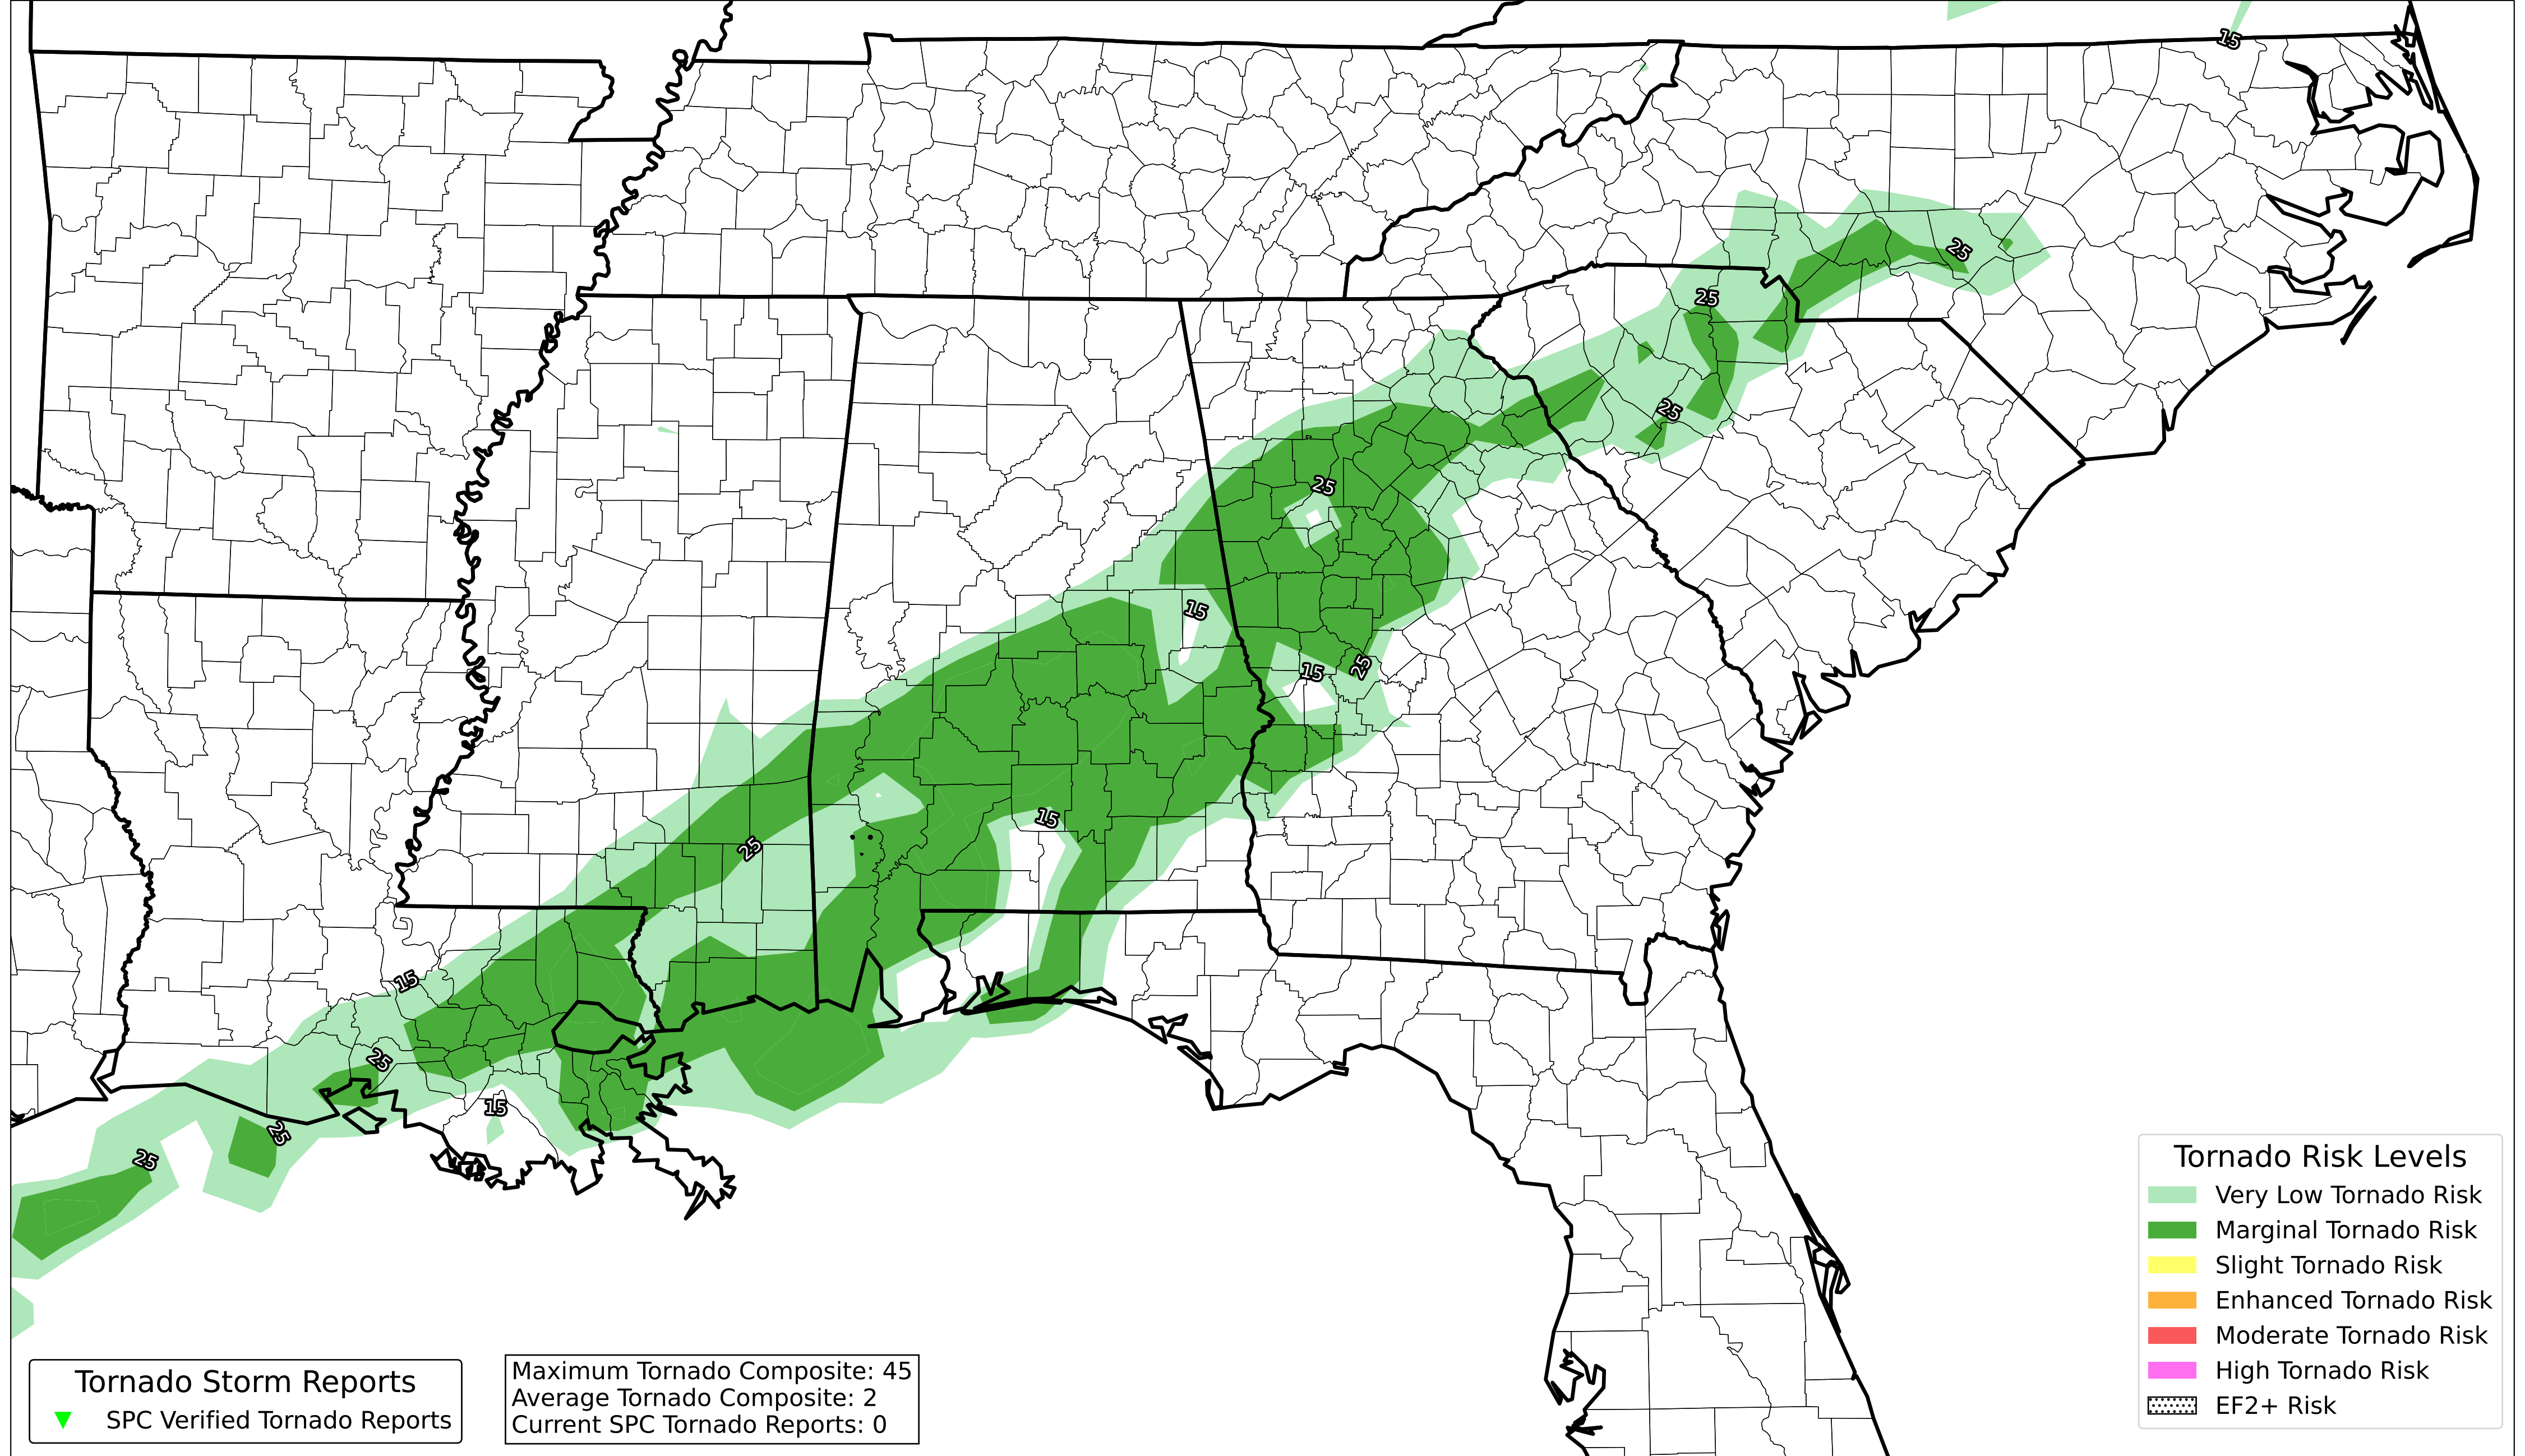 15
25
25
25
25
25
15
15
25
15
25
15
25
15
25
25
Tornado Risk Levels
Very Low Tornado Risk
Marginal Tornado Risk
Slight Tornado Risk
Enhanced Tornado Risk
Moderate Tornado Risk
High Tornado Risk
EF2+ Risk
Tornado Storm Reports
SPC Verified Tornado Reports
Maximum Tornado Composite: 45
Average Tornado Composite: 2
Current SPC Tornado Reports: 0